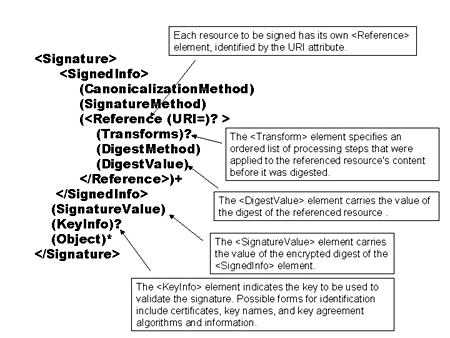 Each resource to be signed has its own <Reference>
element, identified by the URI attribute.
<Signature>
<SignedInfo>
(CanonicalizationMethod)
(SignatureMethod)
(<Reference (URI=)? >
(Transforms)?
(DigestMethod)
(DigestValue)
</Reference>)+
</SignedInfo>
(SignatureValue)
(KeyInfo)?
(Object)*
</Signature>
The <Transform> element specifies an
ordered list of processing steps that were
applied to the referenced resource's content
before it was digested.
The <DigestValue> element carries the value of
the digest of the referenced resource .
The <SignatureValue> element carries
the value of the encrypted digest of the
<SignedInfo> element.
The <KeyInfo> element indicates the key to be used to
validate the signature. Possible forms for identification
include certificates, key names, and key agreement
algorithms and information.